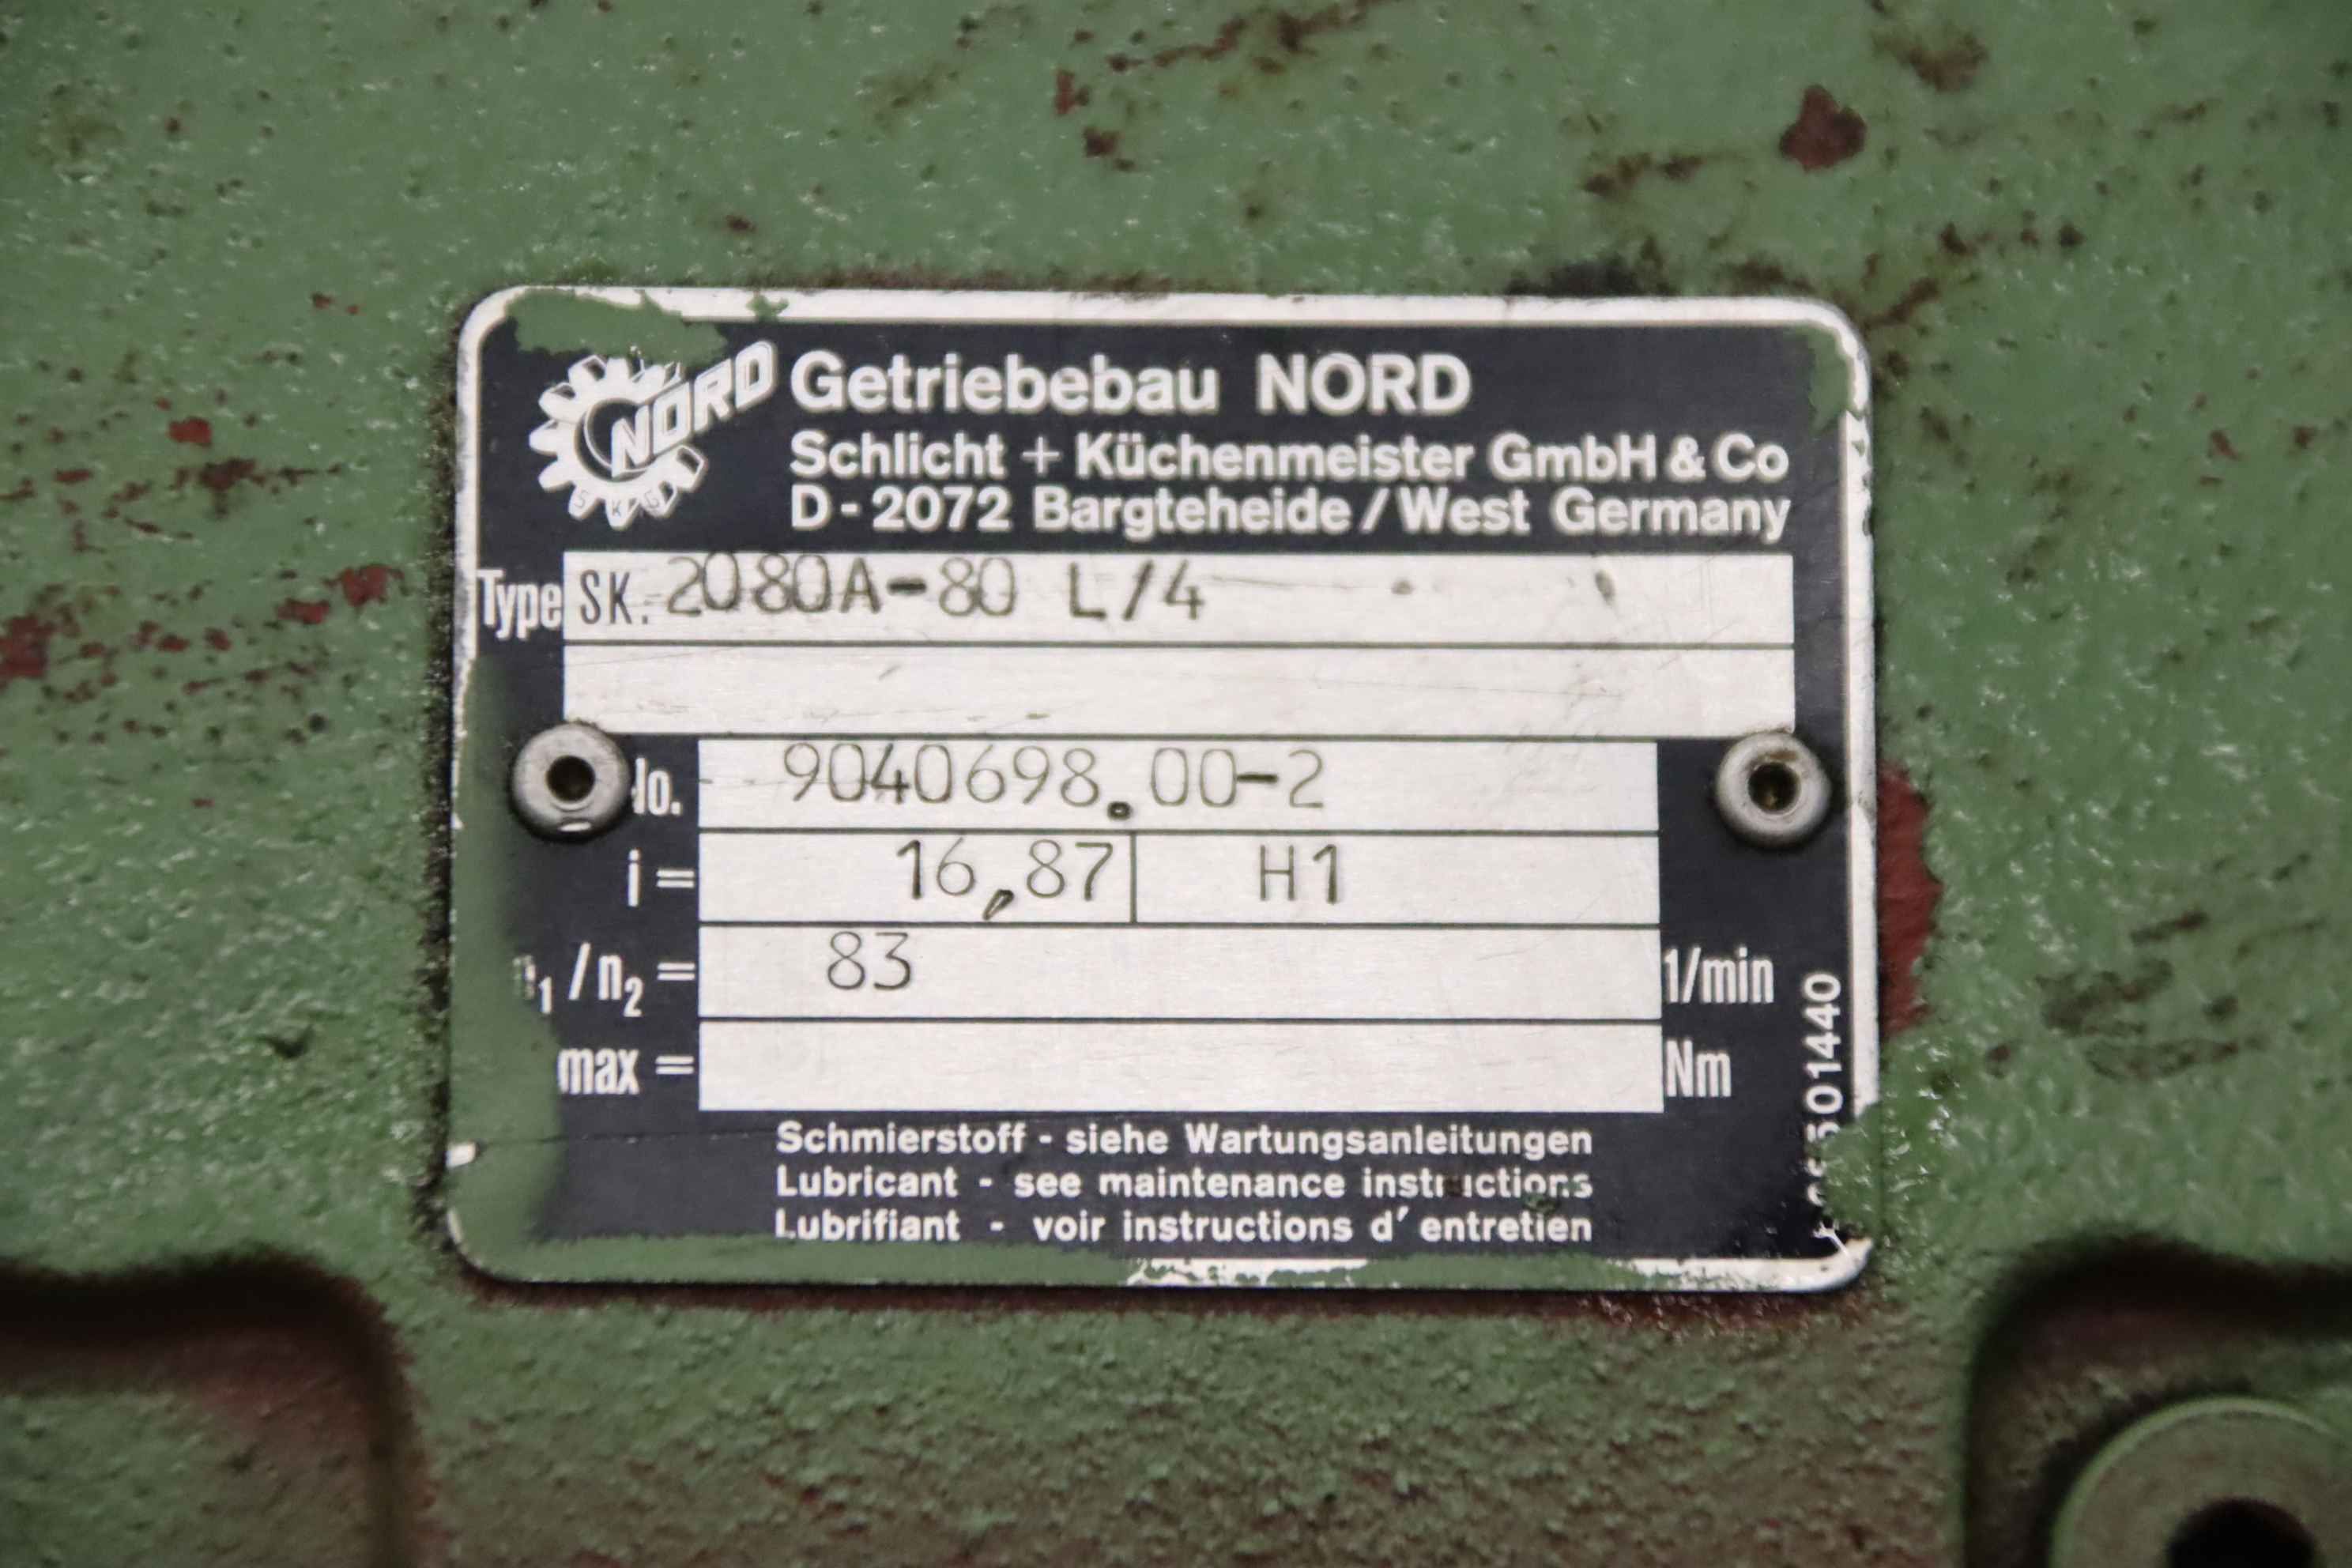 NORD
SKG
Getriebebau NORD
Schlicht + Küchenmeister GmbH & Co
D-2072 Bargteheide/West Germany
Type SK. 2080A-80 L/4
9040698.00-2
i = 16,87 H1
/n₂ = 83 1/min
max = Nm
Schmierstoff - siehe Wartungsanleitungen
Lubricant - see maintenance instructions
Lubrifiant - voir instructions d'entretien